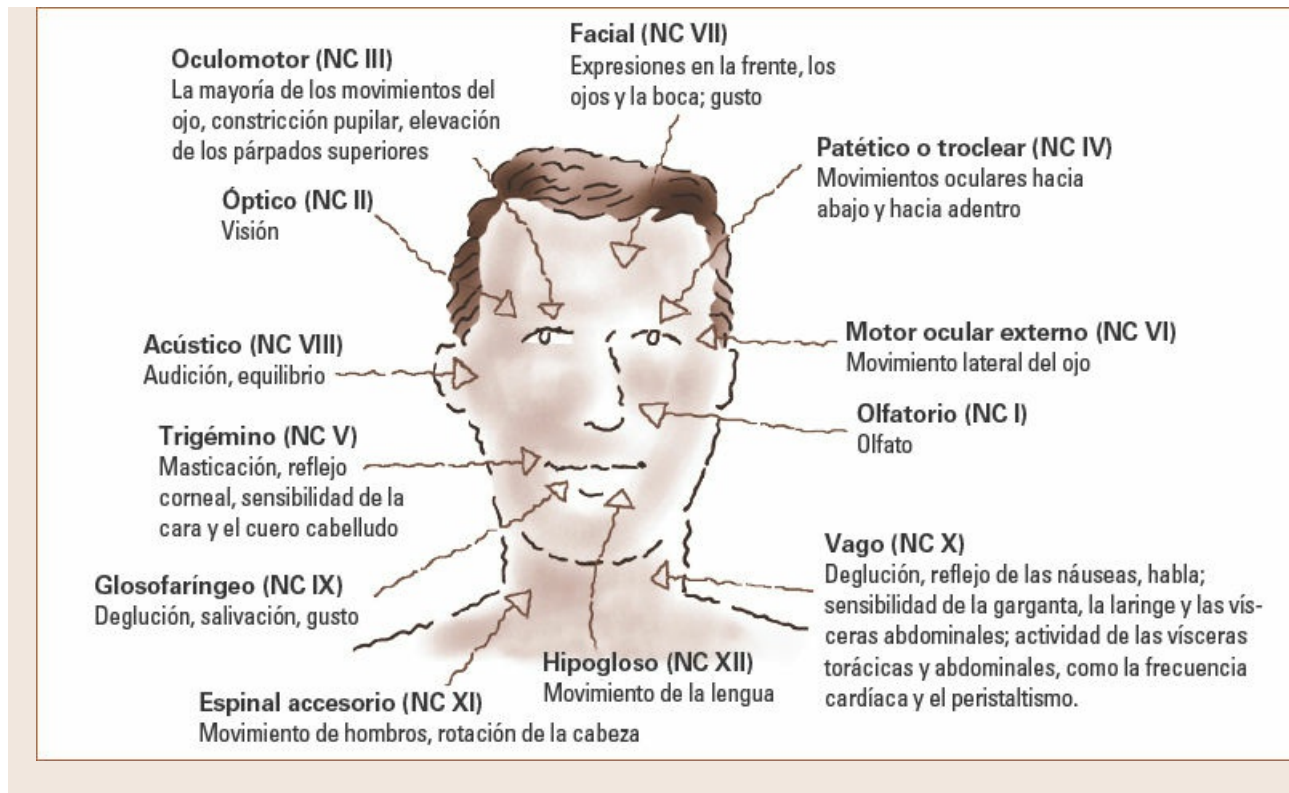 Facial (NC VII)
Expresiones en la frente, los
ojos y la boca; gusto
Oculomotor (NC III)
La mayoría de los movimientos del
ojo, constricción pupilar, elevación
de los párpados superiores
Patético o troclear (NC IV)
Movimientos oculares hacia
abajo y hacia adentro
Óptico (NC II)
Visión
Motor ocular externo (NC VI)
Movimiento lateral del ojo
Acústico (NC VIII)
Audición, equilibrio
Olfatorio (NC I)
Olfato
Trigémino (NC V)
Masticación, reflejo
corneal, sensibilidad de la
cara y el cuero cabelludo
Vago (NC X)
Deglución, reflejo de las náuseas, habla;
sensibilidad de la garganta, la laringe y las vís-
ceras abdominales; actividad de las vísceras
torácicas y abdominales, como la frecuencia
cardíaca y el peristaltismo.
Glosofaríngeo (NC IX)
Deglución, salivación, gusto
Hipogloso (NC XII)
Movimiento de la lengua
Espinal accesorio (NC XI)
Movimiento de hombros, rotación de la cabeza